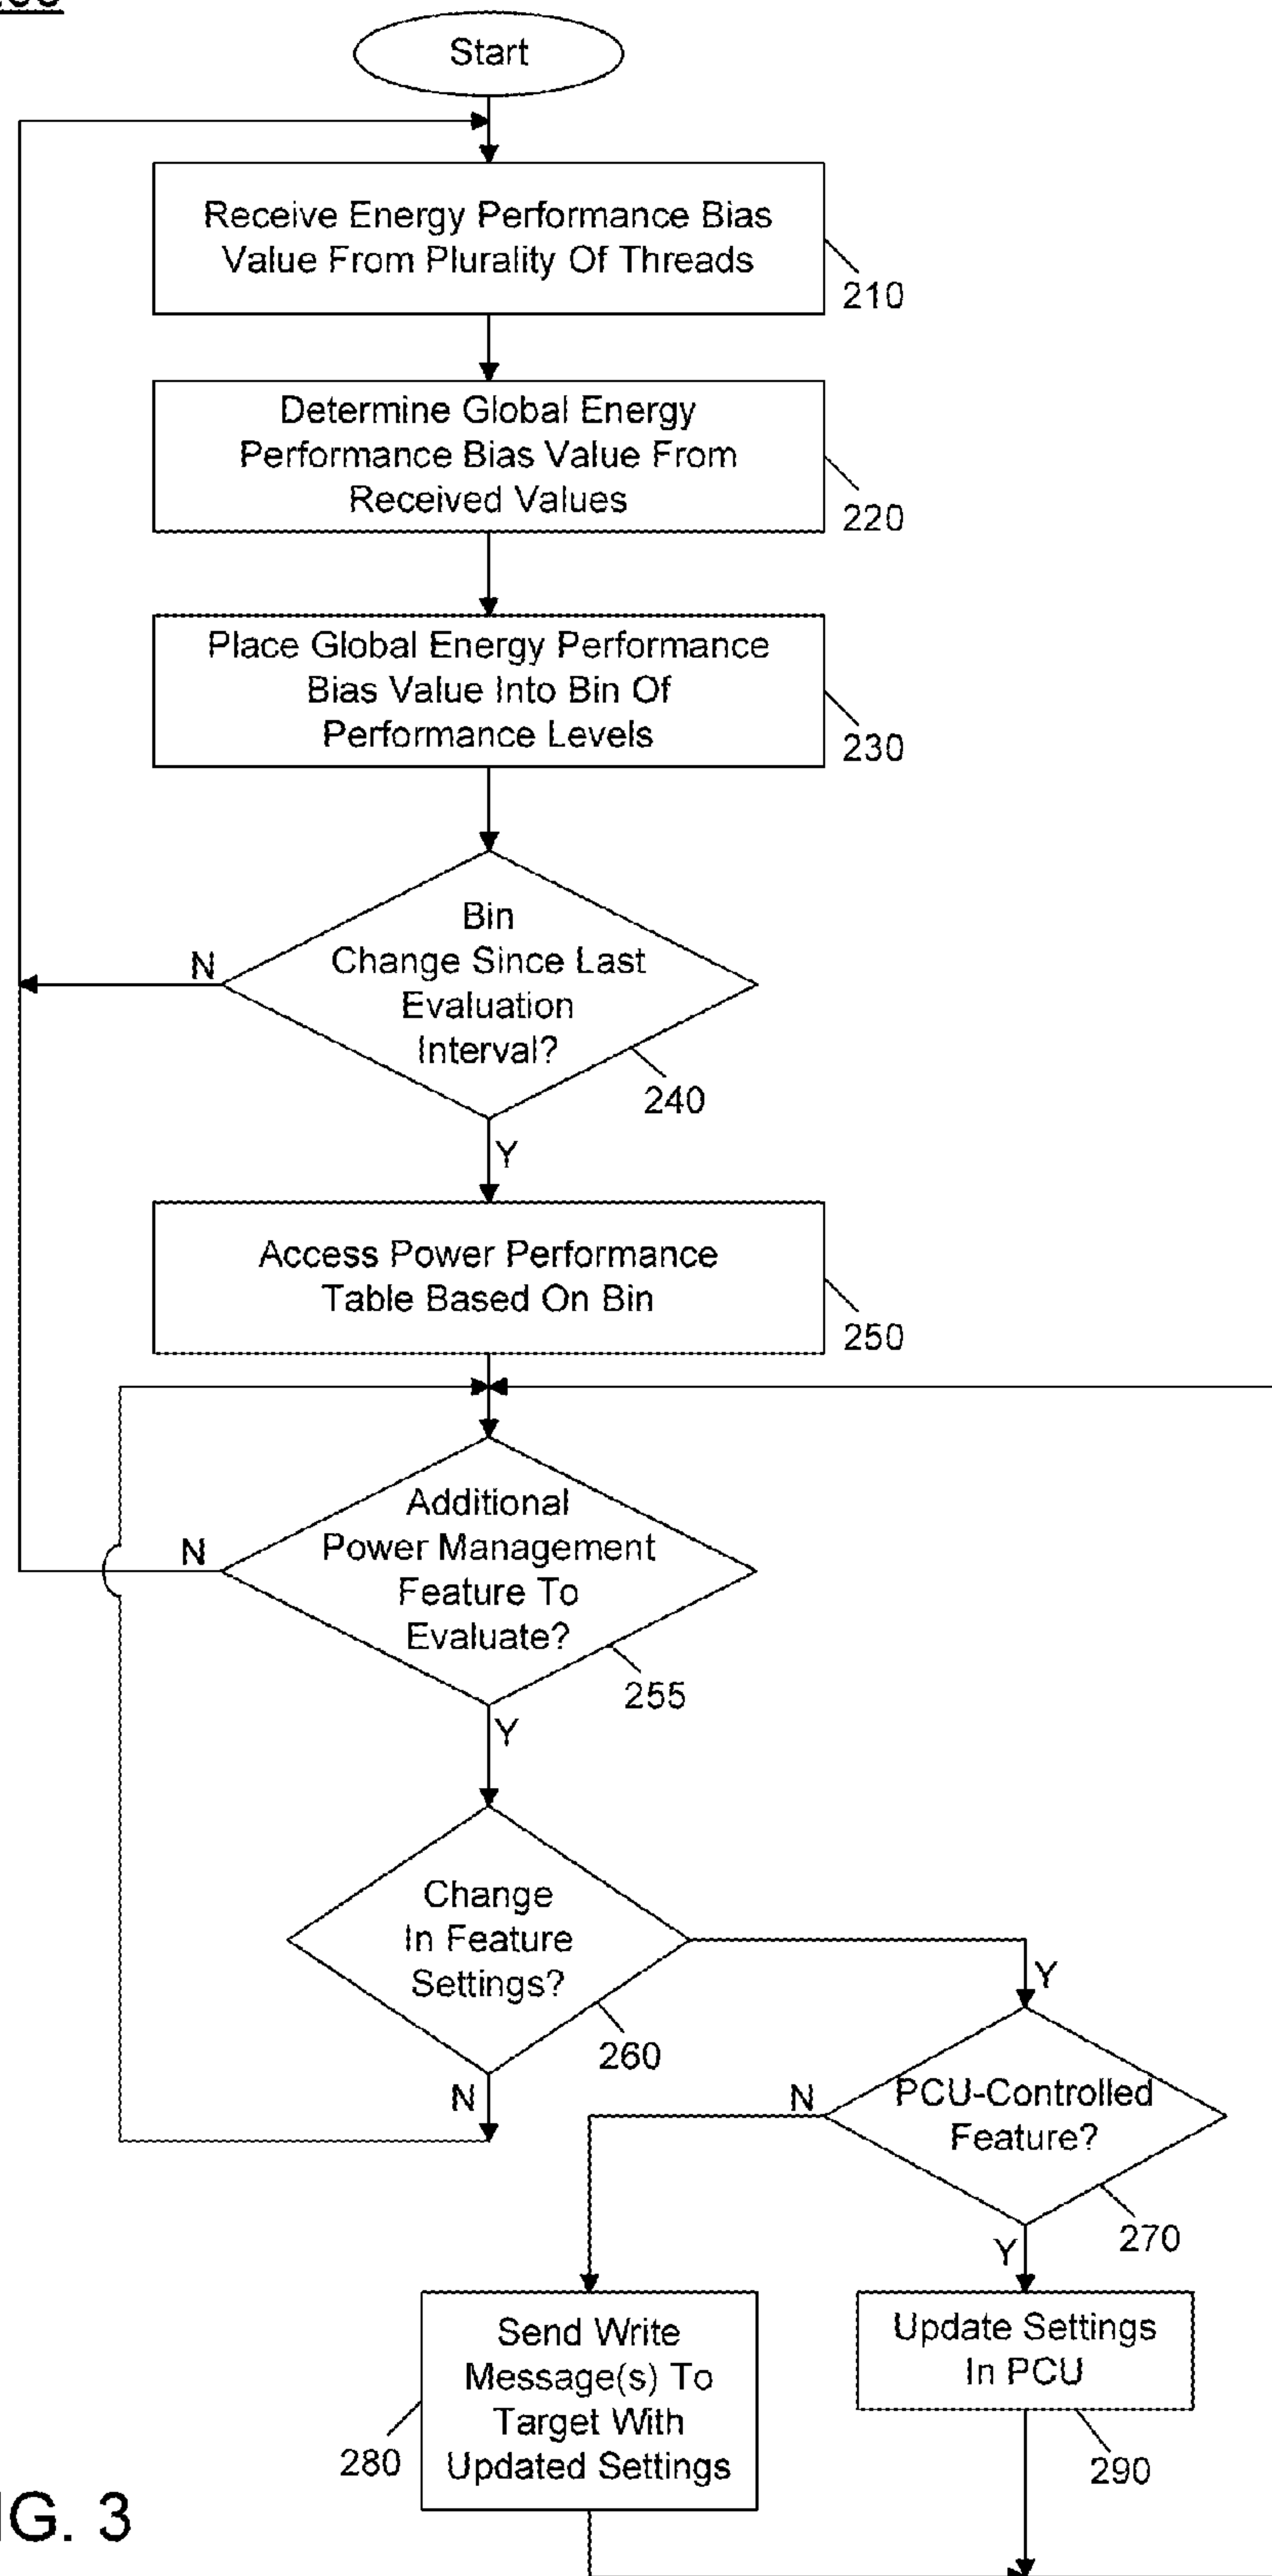 Start
Receive Energy Performance Bias
Value From Plurality Of Threads
210
Determine Global Energy
Performance Bias Value From
Received Values
220
Place Global Energy Performance
Bias Value Into Bin Of
Performance Levels
230
Bin
Change Since Last
Evaluation
Interval?
N
240
Y
Access Power Performance
Table Based On Bin
250
Additional
Power Management
Feature To
Evaluate?
N
255
Y
Change
In Feature
Settings?
Y
260
N
PCU-Controlled
Feature?
N
270
Y
Send Write
Message(s) To
Target With
Updated Settings
280
Update Settings
In PCU
290
G. 3